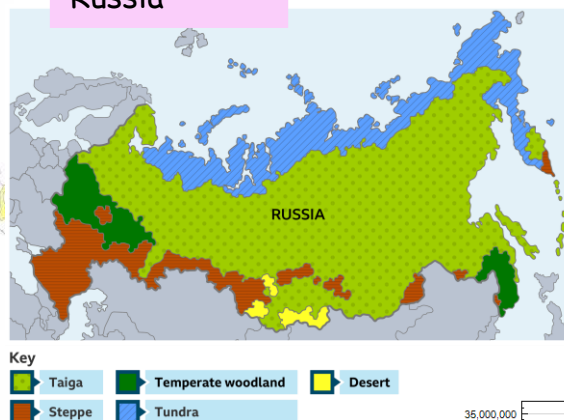 Russia
RUSSIA
Key
Taiga
Temperate woodland
Desert
Steppe
Tundra
35,000,000